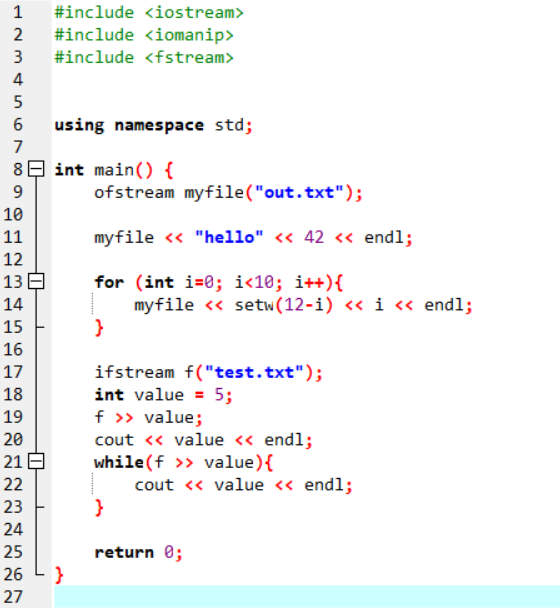 1 #include <iostream>
2 #include <iomanip>
3 #include <fstream>
4
5
6 using namespace std;
7
8 int main() {
9     ofstream myfile("out.txt");
10
11     myfile << "hello" << 42 << endl;
12
13     for (int i=0; i<10; i++){
14         myfile << setw(12-i) << i << endl;
15     }
16
17     ifstream f("test.txt");
18     int value = 5;
19     f >> value;
20     cout << value << endl;
21     while(f >> value){
22         cout << value << endl;
23     }
24
25     return 0;
26 }
27